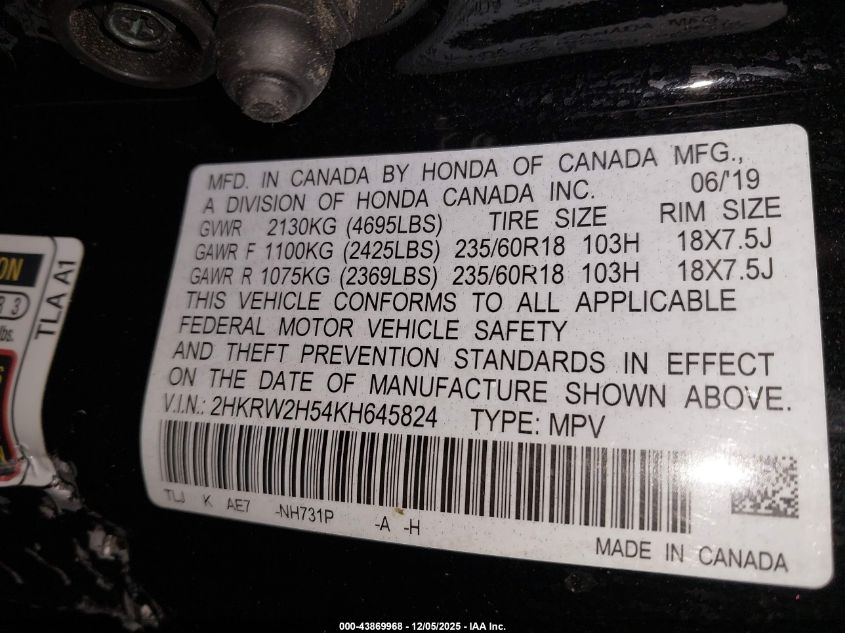 MFD. IN CANADA BY HONDA OF CANADA MFG.,
A DIVISION OF HONDA CANADA INC. 06/'19
GVWR 2130KG (4695LBS) TIRE SIZE RIM SIZE
GAWR F 1100KG (2425LBS) 235/60R18 103H 18X7.5J
GAWR R 1075KG (2369LBS) 235/60R18 103H 18X7.5J
THIS VEHICLE CONFORMS TO ALL APPLICABLE
FEDERAL MOTOR VEHICLE SAFETY
AND THEFT PREVENTION STANDARDS IN EFFECT
ON THE DATE OF MANUFACTURE SHOWN ABOVE.
V.I.N.: 2HKRW2H54KH645824 TYPE: MPV
TLJ K AE7 -NH731P -A -H
MADE IN CANADA
ON
R 3
lbs.
TLA A1
000-43869968 - 12/05/2025 - IAA Inc.